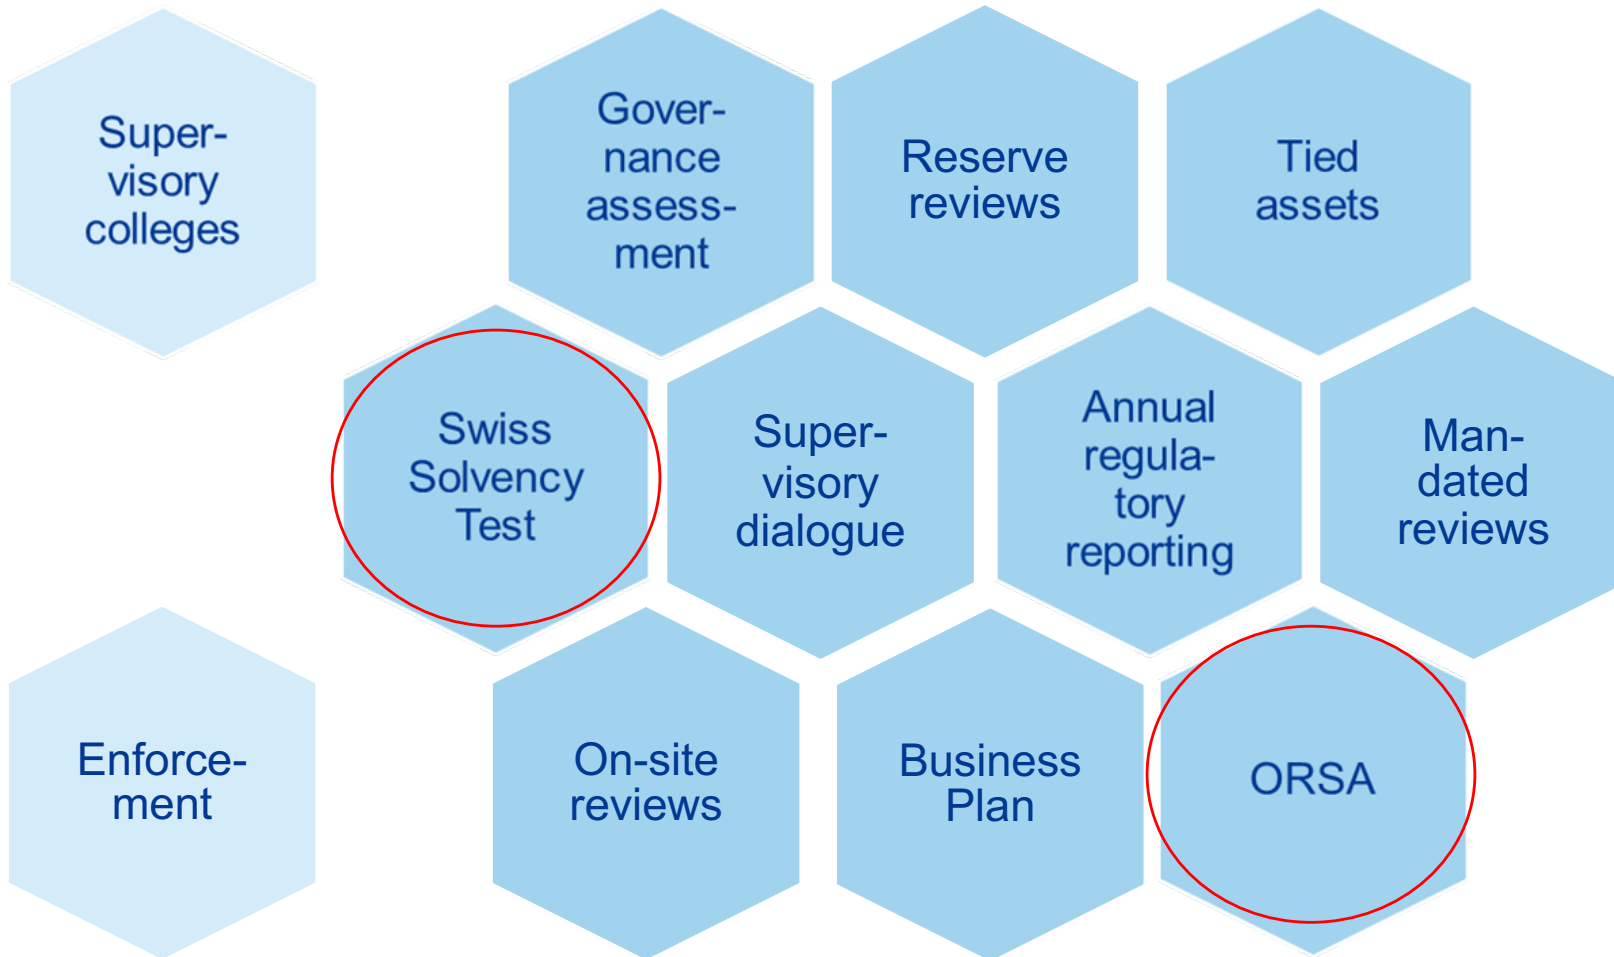 Super-
visory
colleges
Gover-
nance
assess-
ment
Reserve
reviews
Tied
assets
Swiss
Solvency
Test
Super-
visory
dialogue
Annual
regula-
tory
reporting
Man-
dated
reviews
Enforce-
ment
On-site
reviews
Business
Plan
ORSA